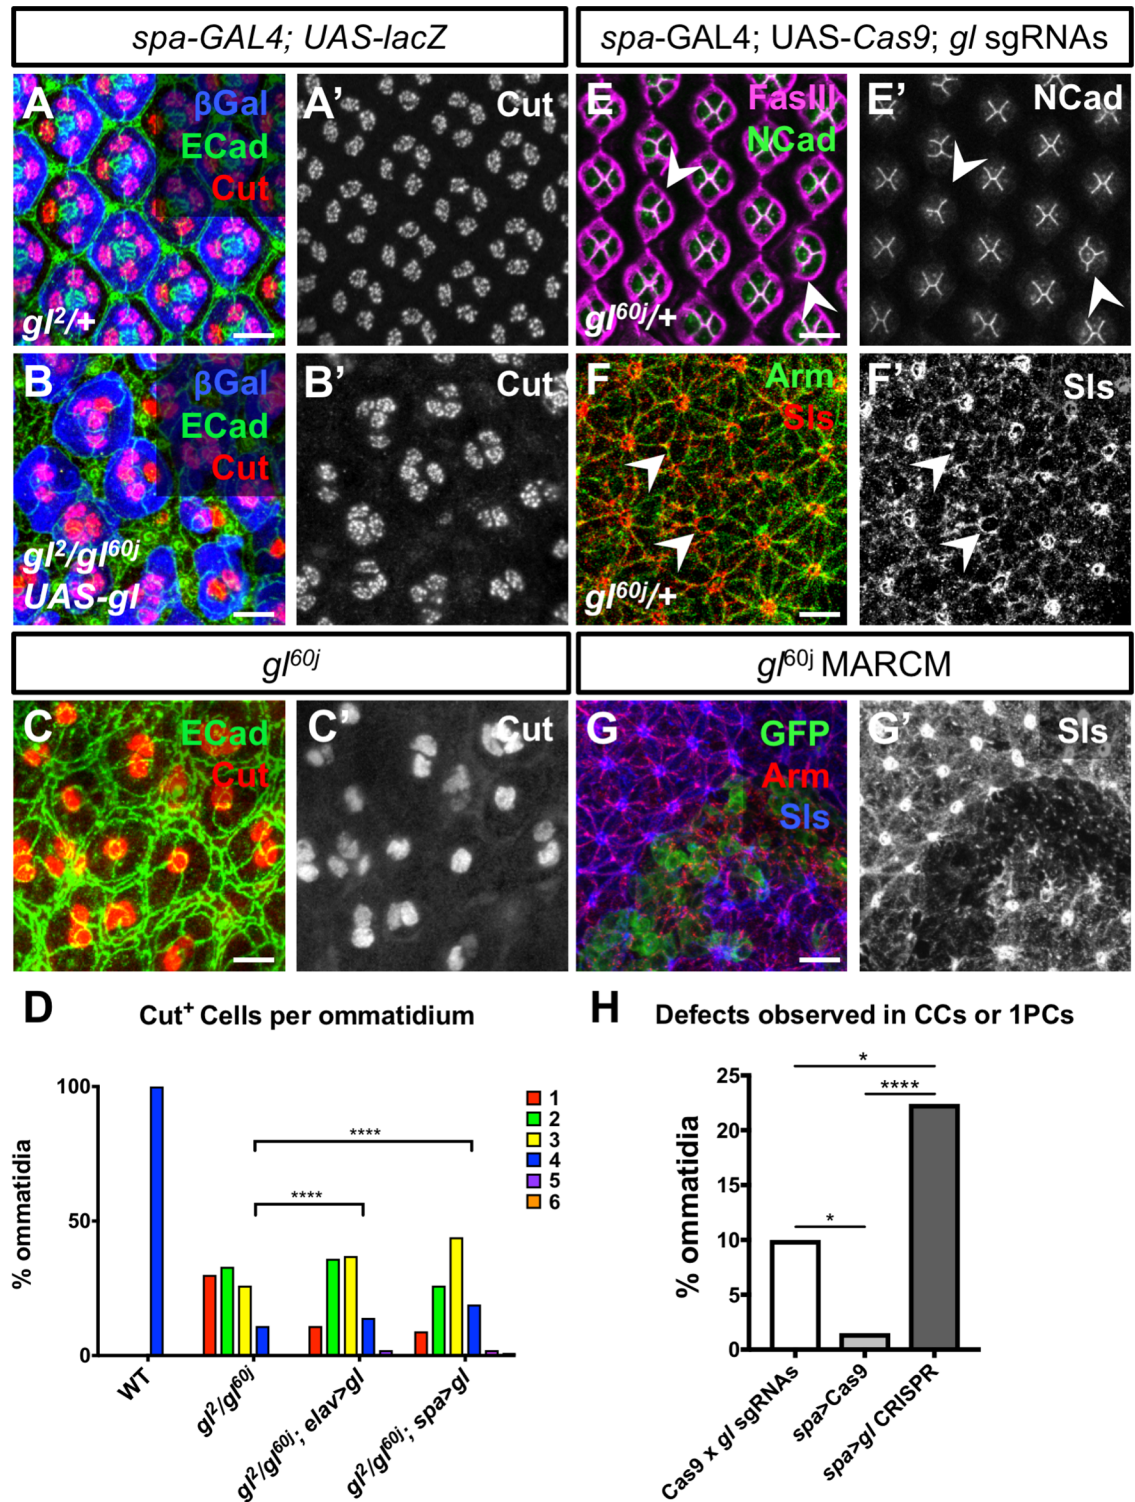 spa-GAL4; UAS-lacZ
spa-GAL4; UAS-Cas9; gl sgRNAs
A
βGal
ECad
Cut
gl²/+
A’
Cut
E
FasIII
NCad
gl⁶⁰ʲ/+
E’
NCad
B
βGal
ECad
Cut
gl²/gl⁶⁰ʲ
UAS-gl
B’
Cut
F
Arm
Sls
gl⁶⁰ʲ/+
F’
Sls
gl⁶⁰ʲ
gl⁶⁰ʲ MARCM
C
ECad
Cut
C’
Cut
G
GFP
Arm
Sls
G’
Sls
D
Cut⁺ Cells per ommatidium
% ommatidia
100
50
0
****
****
1
2
3
4
5
6
WT
gl²/gl⁶⁰ʲ
gl²/gl⁶⁰ʲ; elav>gl
gl²/gl⁶⁰ʲ; spa>gl
H
Defects observed in CCs or 1PCs
% ommatidia
25
20
15
10
5
0
*
****
*
Cas9 x gl sgRNAs
spa>Cas9
spa>gl CRISPR